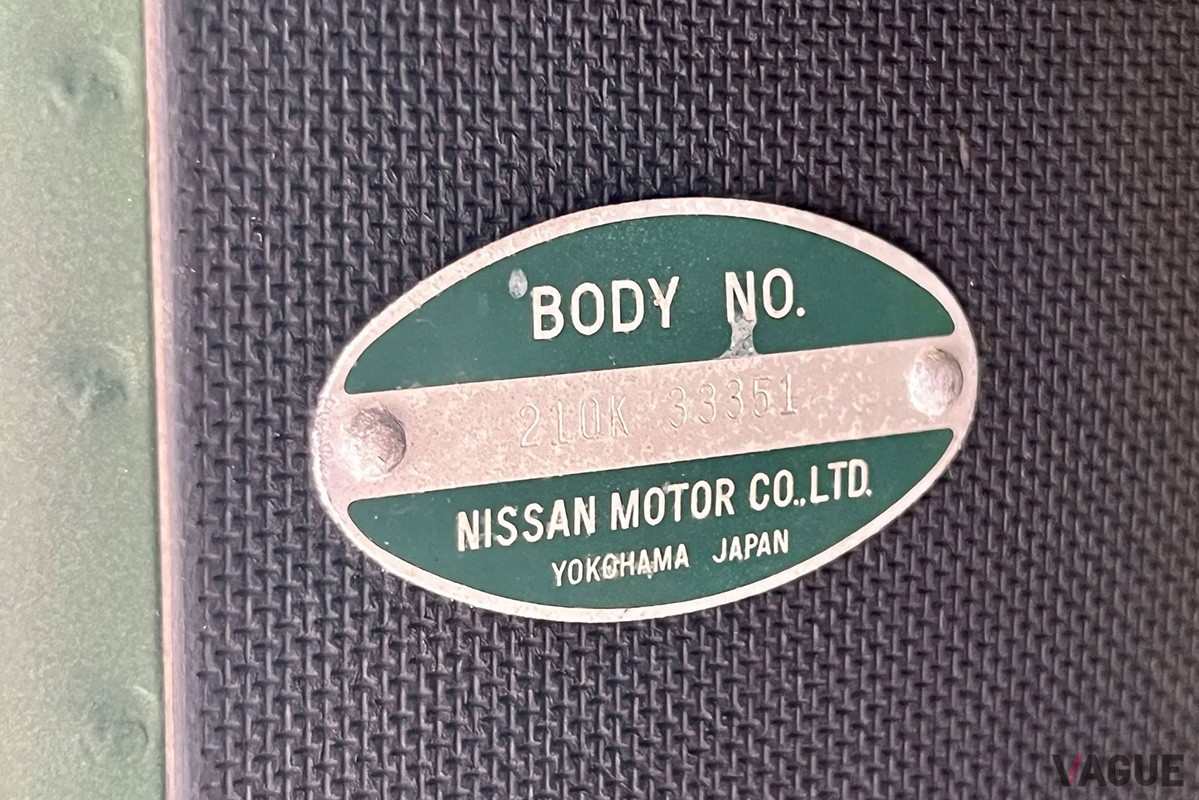 BODY NO.
210K 33351
NISSAN MOTOR CO.,LTD.
YOKOHAMA JAPAN
VAGUE